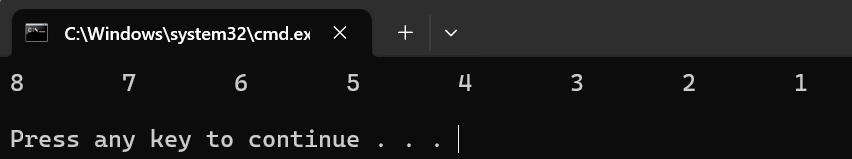 C:\Windows\system32\cmd.ex
8 7 6 5 4 3 2 1
Press any key to continue . . .